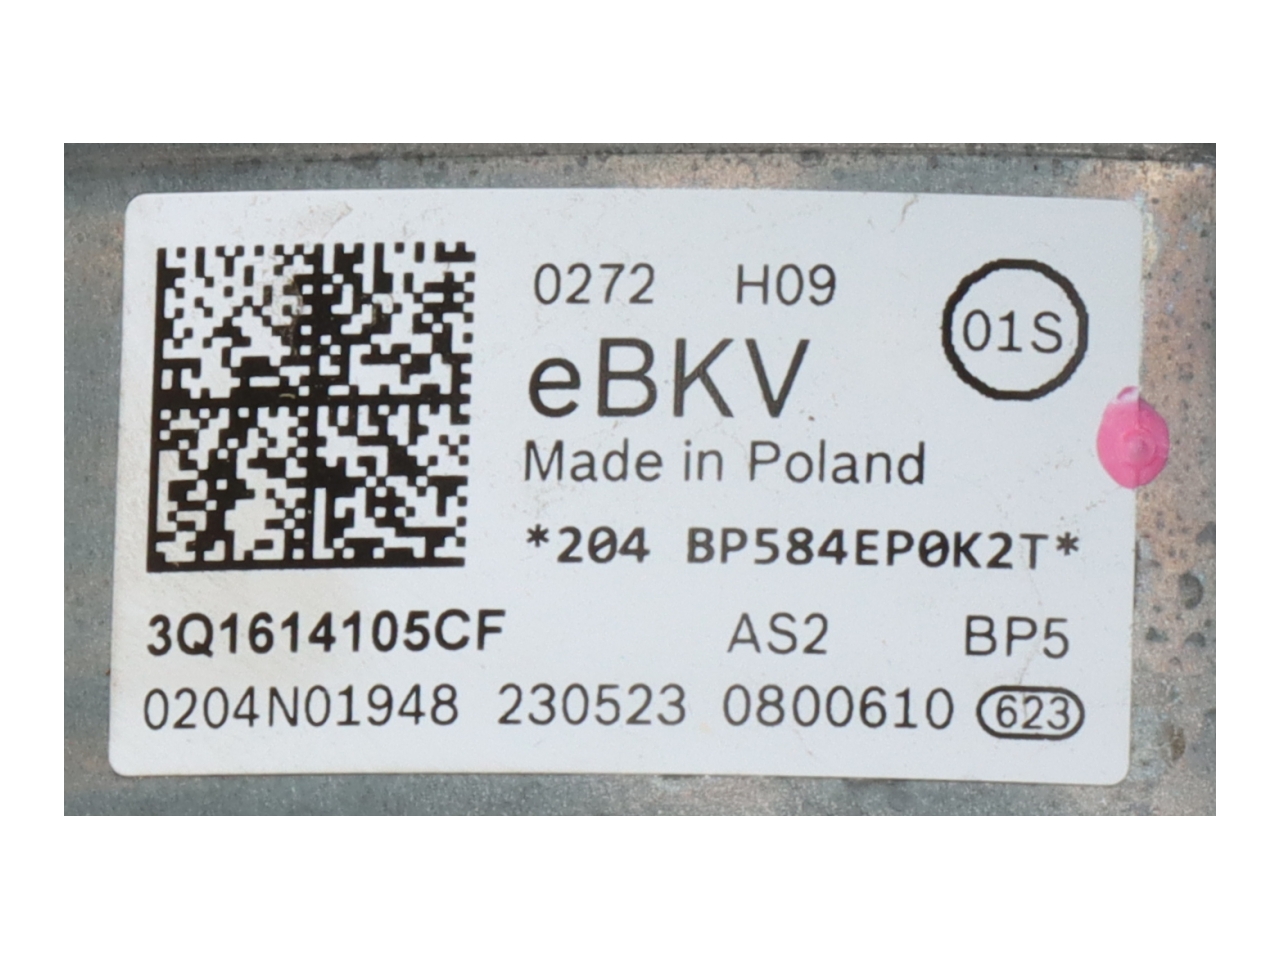 0272 H09
01S
eBKV
Made in Poland
*204 BP584EP0K2T*
3Q1614105CF AS2 BP5
0204N01948 230523 0800610 623